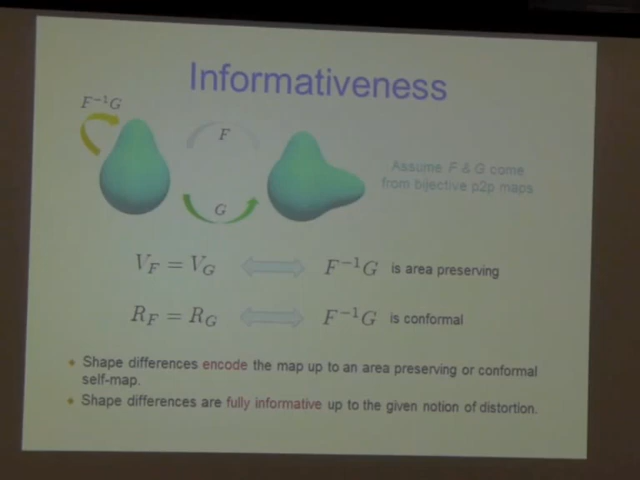 Informativeness
F⁻¹G
F
G
Assume F & G come
from bijective p2p maps
V_F = V_G
F⁻¹G is area preserving
R_F = R_G
F⁻¹G is conformal
• Shape differences encode the map up to an area preserving or conformal
self-map.
• Shape differences are fully informative up to the given notion of distortion.